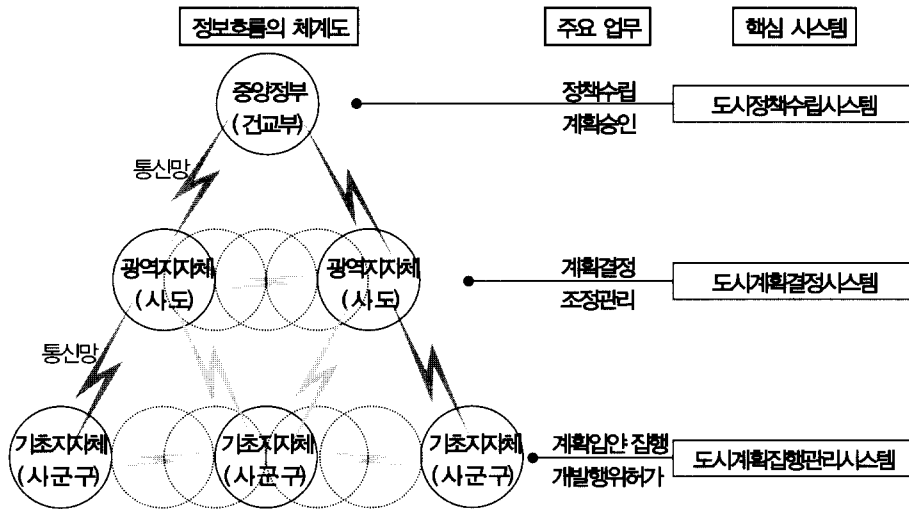 정보흐름의 체계도 주요 업무 핵심 시스템
중앙정부
(건교부)
정책수립
계획승인
도시정책수립시스템
통신망
광역지자체
(시도)
광역지자체
(시도)
계획결정
조정관리
도시계획결정시스템
통신망
기초지자체
(시군구)
기초지자체
(시군구)
기초지자체
(시군구)
계획입안·집행
개발행위허가
도시계획집행관리시스템